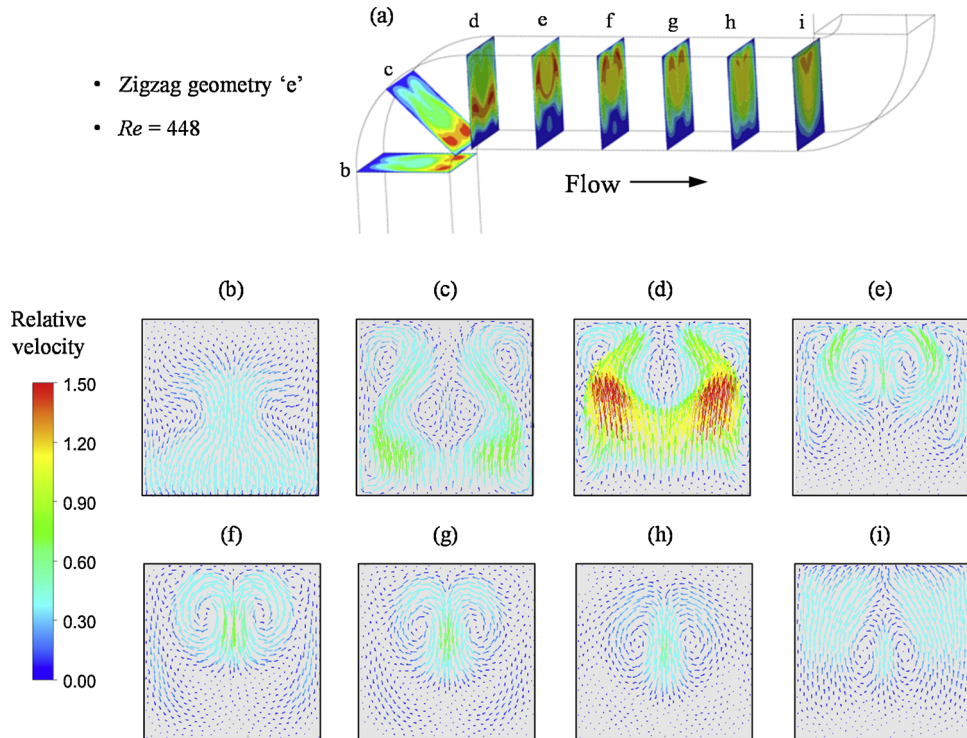 (a)
d e f g h i
c
b
• Zigzag geometry ‘e’
• Re = 448
Flow
(b) (c) (d) (e)
Relative
velocity
1.50
1.20
0.90
0.60
0.30
0.00
(f) (g) (h) (i)